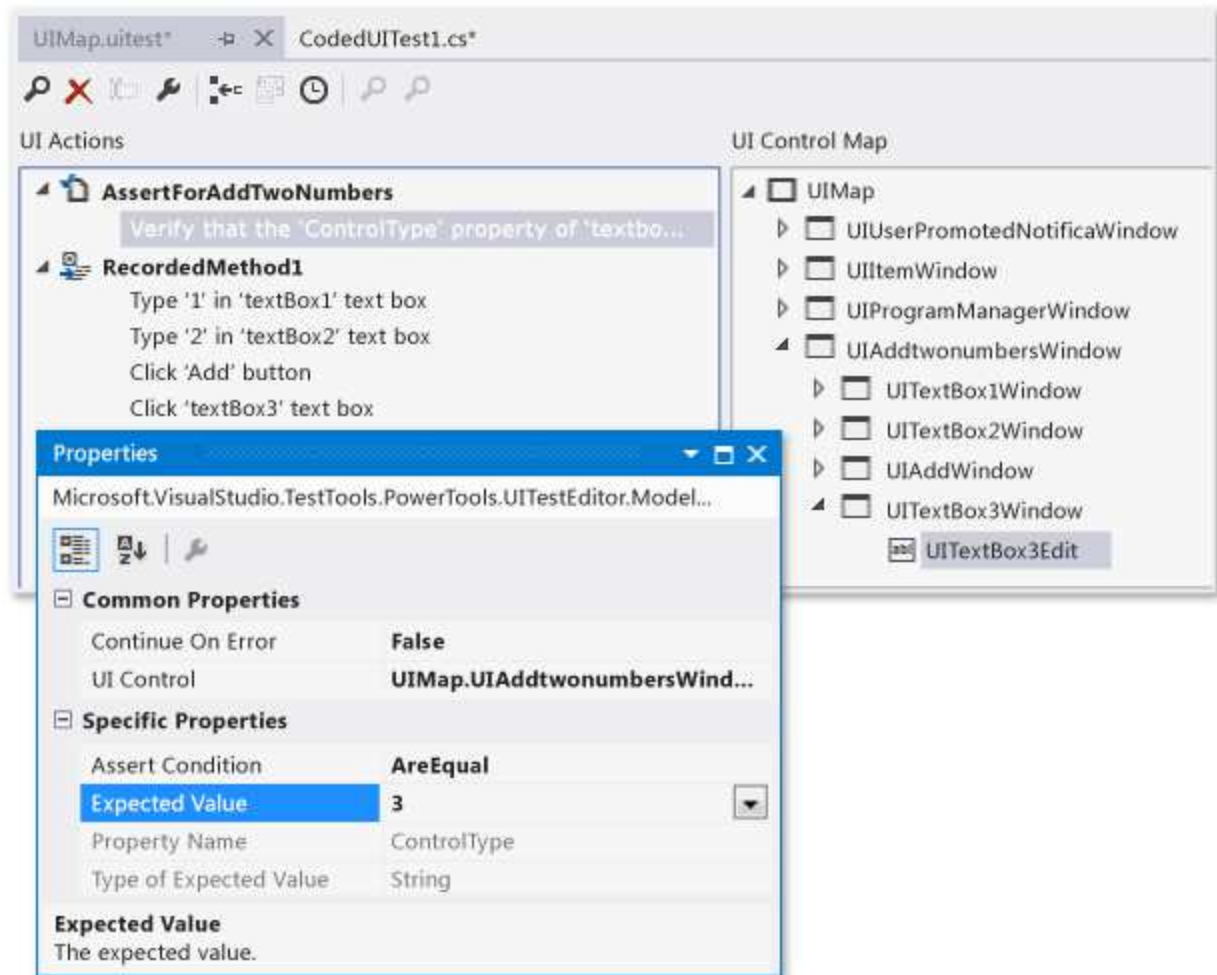 UIMap.uitest* CodedUITest1.cs*
UI Actions
AssertForAddTwoNumbers
Verify that the 'ControlType' property of 'textbo...
RecordedMethod1
Type '1' in 'textBox1' text box
Type '2' in 'textBox2' text box
Click 'Add' button
Click 'textBox3' text box
UI Control Map
UIMap
UIUserPromotedNotificaWindow
UIItemWindow
UIProgramManagerWindow
UIAddtwonumbersWindow
UITextBox1Window
UITextBox2Window
UIAddWindow
UITextBox3Window
UITextBox3Edit
Properties
Microsoft.VisualStudio.TestTools.PowerTools.UITestEditor.Model...
Common Properties
Continue On Error False
UI Control UIMap.UIAddtwonumbersWind...
Specific Properties
Assert Condition AreEqual
Expected Value 3
Property Name ControlType
Type of Expected Value String
Expected Value
The expected value.